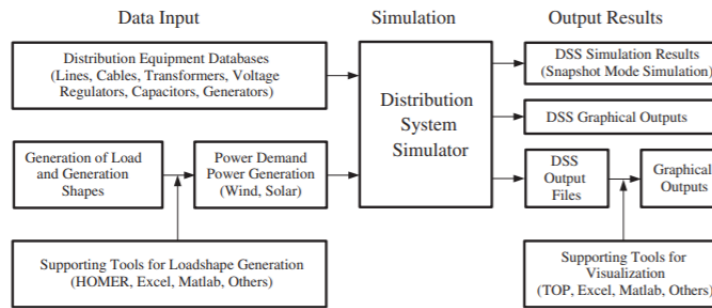 Data Input
Simulation
Output Results
Distribution Equipment Databases
(Lines, Cables, Transformers, Voltage
Regulators, Capacitors, Generators)
Generation of Load
and Generation
Shapes
Power Demand
Power Generation
(Wind, Solar)
Supporting Tools for Loadshape Generation
(HOMER, Excel, Matlab, Others)
Distribution
System
Simulator
DSS Simulation Results
(Snapshot Mode Simulation)
DSS Graphical Outputs
DSS
Output
Files
Graphical
Outputs
Supporting Tools for
Visualization
(TOP, Excel, Matlab, Others)